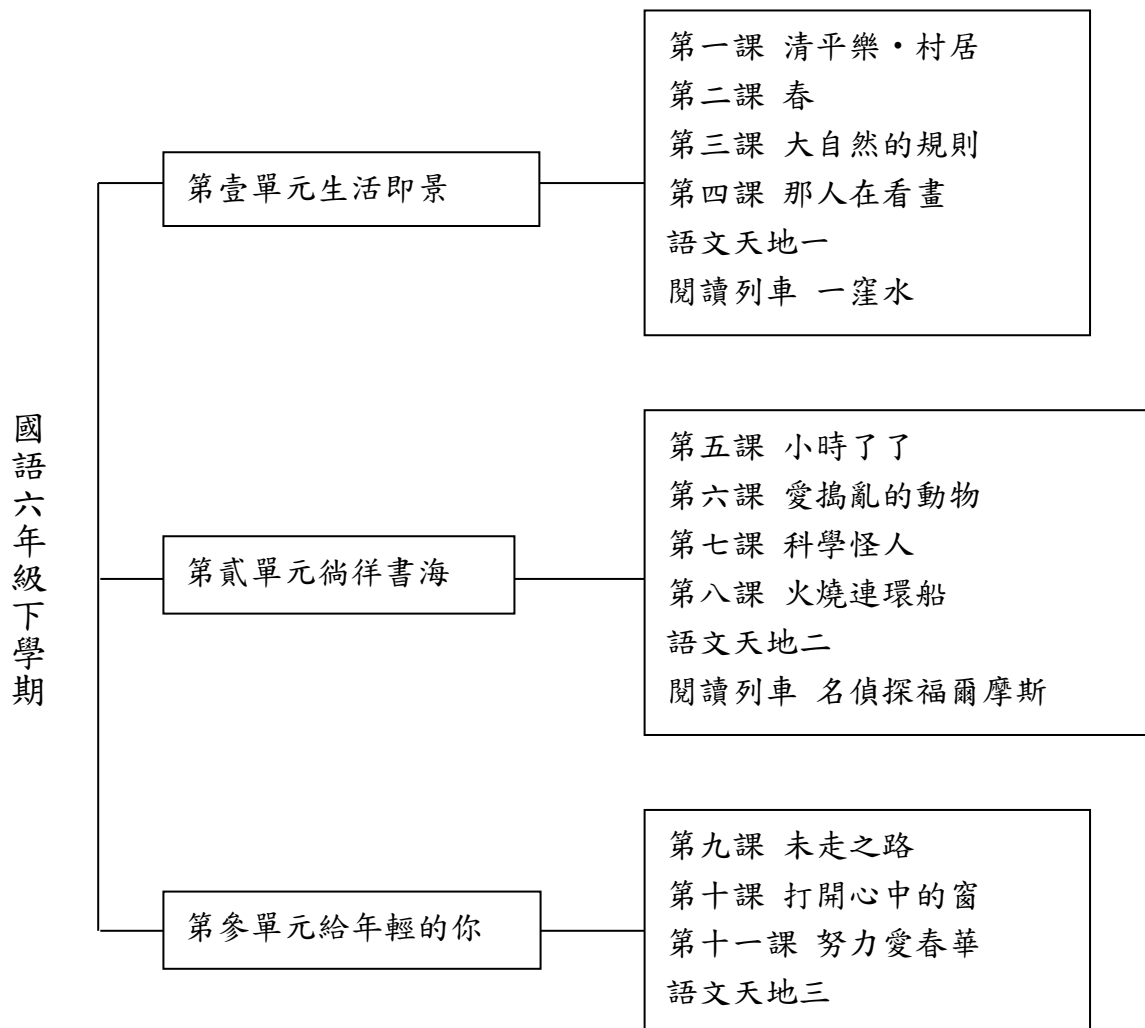 國語六年級下學期
第壹單元生活即景
第一課 清平樂・村居
第二課 春
第三課 大自然的規則
第四課 那人在看畫
語文天地一
閱讀列車 一窪水
第貳單元徜徉書海
第五課 小時了了
第六課 愛搗亂的動物
第七課 科學怪人
第八課 火燒連環船
語文天地二
閱讀列車 名偵探福爾摩斯
第參單元給年輕的你
第九課 未走之路
第十課 打開心中的窗
第十一課 努力愛春華
語文天地三